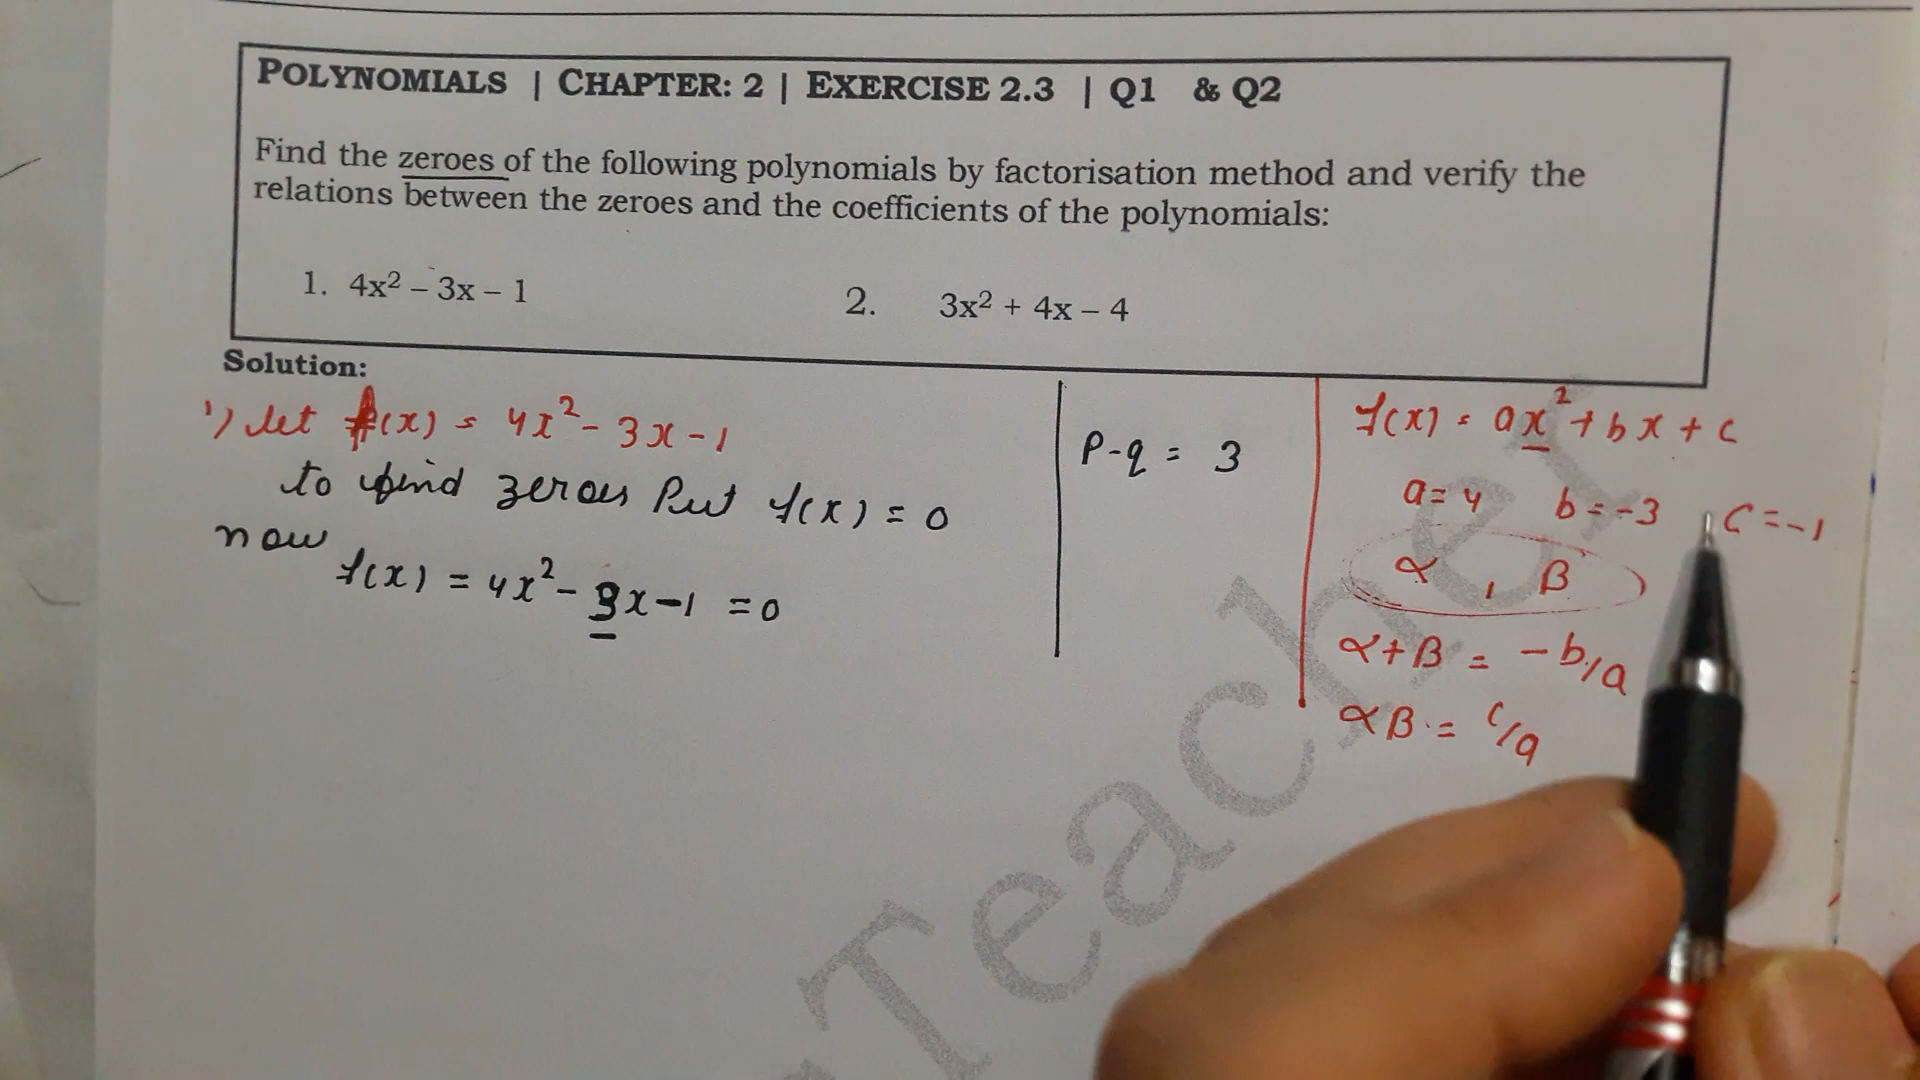 POLYNOMIALS | CHAPTER: 2 | EXERCISE 2.3 | Q1 & Q2
Find the zeroes of the following polynomials by factorisation method and verify the
relations between the zeroes and the coefficients of the polynomials:
1. 4x² – 3x – 1
2. 3x² + 4x – 4
Solution:
1) let f(x) = 4x² - 3x - 1
to find zeroes Put f(x) = 0
now
f(x) = 4x² - 3x - 1 = 0
P - q = 3
f(x) = ax² + bx + c
a = 4 b = -3 , c = -1
α , β
α + β = -b/a
αβ = c/a
Teacher